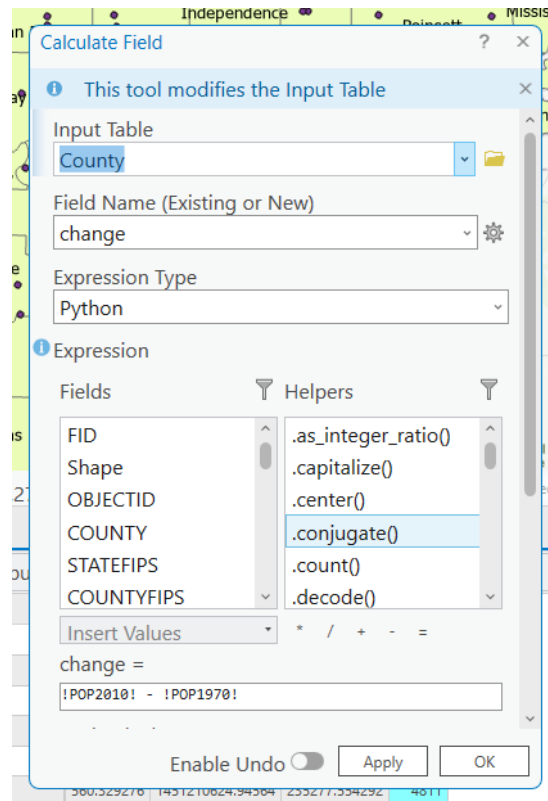 Independence
Mississ
Calculate Field ? ×
This tool modifies the Input Table ×
Input Table
County
Field Name (Existing or New)
change
Expression Type
Python
Expression
Fields Helpers
FID .as_integer_ratio()
Shape .capitalize()
OBJECTID .center()
COUNTY .conjugate()
STATEFIPS .count()
COUNTYFIPS .decode()
Insert Values * / + - =
change =
!POP2010! - !POP1970!
Enable Undo Apply OK
4811